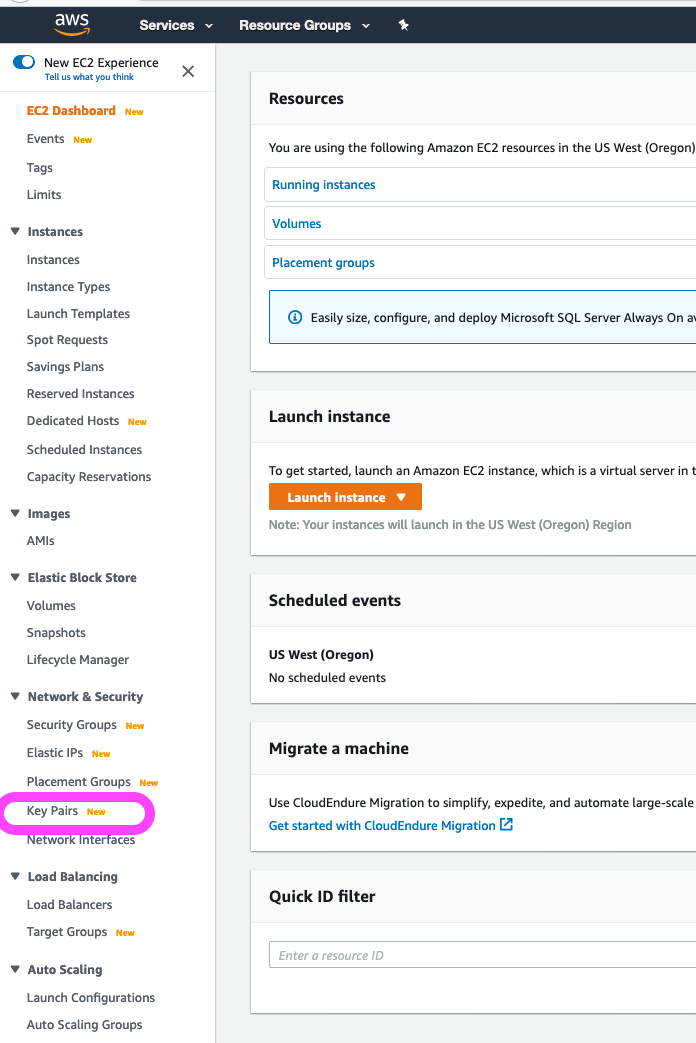 aws
Services
Resource Groups
New EC2 Experience
Tell us what you think
EC2 Dashboard New
Events New
Tags
Limits
Instances
Instances
Instance Types
Launch Templates
Spot Requests
Savings Plans
Reserved Instances
Dedicated Hosts New
Scheduled Instances
Capacity Reservations
Images
AMIs
Elastic Block Store
Volumes
Snapshots
Lifecycle Manager
Network & Security
Security Groups New
Elastic IPs New
Placement Groups New
Key Pairs New
Network Interfaces
Load Balancing
Load Balancers
Target Groups New
Auto Scaling
Launch Configurations
Auto Scaling Groups
Resources
You are using the following Amazon EC2 resources in the US West (Oregon)
Running instances
Volumes
Placement groups
Easily size, configure, and deploy Microsoft SQL Server Always On av
Launch instance
To get started, launch an Amazon EC2 instance, which is a virtual server in t
Launch instance
Note: Your instances will launch in the US West (Oregon) Region
Scheduled events
US West (Oregon)
No scheduled events
Migrate a machine
Use CloudEndure Migration to simplify, expedite, and automate large-scale
Get started with CloudEndure Migration
Quick ID filter
Enter a resource ID